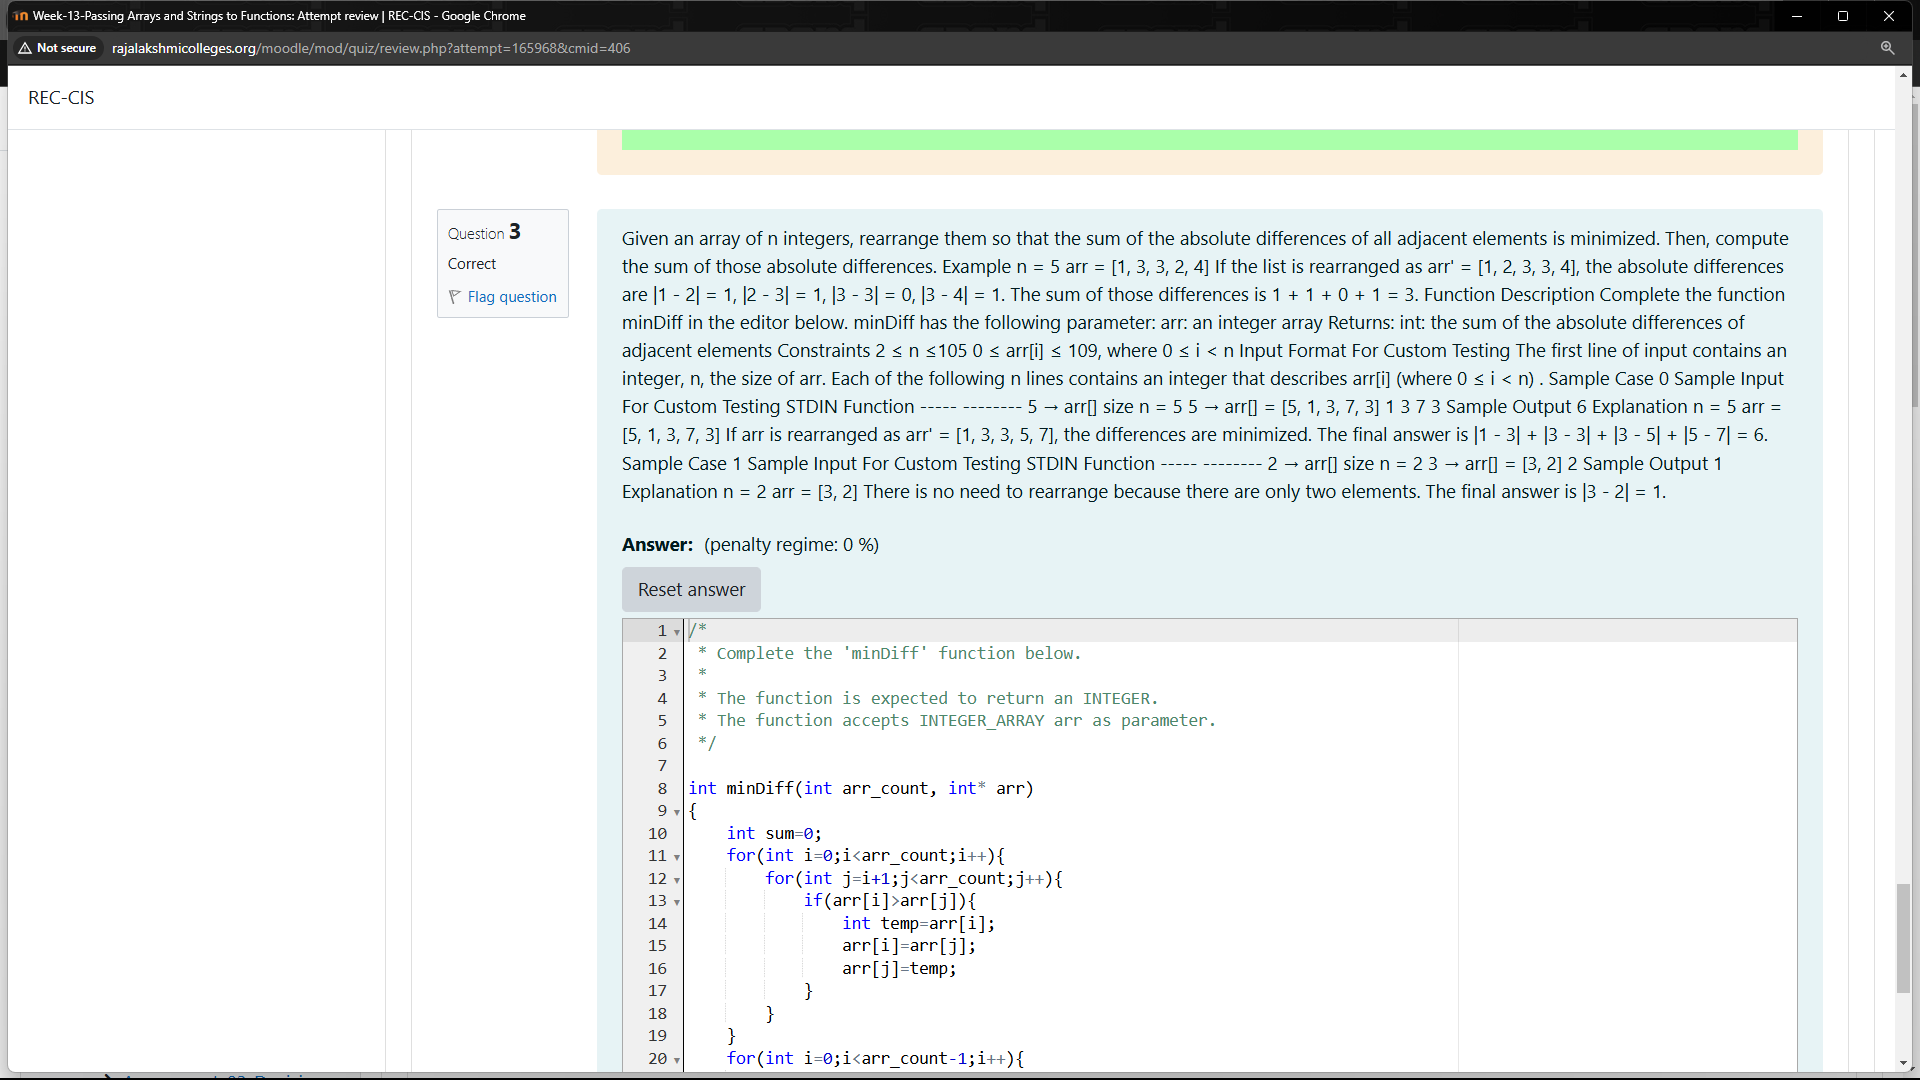 Week-13-Passing Arrays and Strings to Functions: Attempt review | REC-CIS - Google Chrome
Not secure rajalakshmicolleges.org/moodle/mod/quiz/review.php?attempt=165968&cmid=406
REC-CIS
Question 3
Correct
Flag question
Given an array of n integers, rearrange them so that the sum of the absolute differences of all adjacent elements is minimized. Then, compute
the sum of those absolute differences. Example n = 5 arr = [1, 3, 3, 2, 4] If the list is rearranged as arr' = [1, 2, 3, 3, 4], the absolute differences
are |1 - 2| = 1, |2 - 3| = 1, |3 - 3| = 0, |3 - 4| = 1. The sum of those differences is 1 + 1 + 0 + 1 = 3. Function Description Complete the function
minDiff in the editor below. minDiff has the following parameter: arr: an integer array Returns: int: the sum of the absolute differences of
adjacent elements Constraints 2 ≤ n ≤105 0 ≤ arr[i] ≤ 109, where 0 ≤ i < n Input Format For Custom Testing The first line of input contains an
integer, n, the size of arr. Each of the following n lines contains an integer that describes arr[i] (where 0 ≤ i < n) . Sample Case 0 Sample Input
For Custom Testing STDIN Function ----- -------- 5 → arr[] size n = 5 5 → arr[] = [5, 1, 3, 7, 3] 1 3 7 3 Sample Output 6 Explanation n = 5 arr =
[5, 1, 3, 7, 3] If arr is rearranged as arr' = [1, 3, 3, 5, 7], the differences are minimized. The final answer is |1 - 3| + |3 - 3| + |3 - 5| + |5 - 7| = 6.
Sample Case 1 Sample Input For Custom Testing STDIN Function ----- -------- 2 → arr[] size n = 2 3 → arr[] = [3, 2] 2 Sample Output 1
Explanation n = 2 arr = [3, 2] There is no need to rearrange because there are only two elements. The final answer is |3 - 2| = 1.
Answer: (penalty regime: 0 %)
Reset answer
1 /*
2 * Complete the 'minDiff' function below.
3 *
4 * The function is expected to return an INTEGER.
5 * The function accepts INTEGER_ARRAY arr as parameter.
6 */
7
8 int minDiff(int arr_count, int* arr)
9 {
10 int sum=0;
11 for(int i=0;i<arr_count;i++){
12 for(int j=i+1;j<arr_count;j++){
13 if(arr[i]>arr[j]){
14 int temp=arr[i];
15 arr[i]=arr[j];
16 arr[j]=temp;
17 }
18 }
19 }
20 for(int i=0;i<arr_count-1;i++){